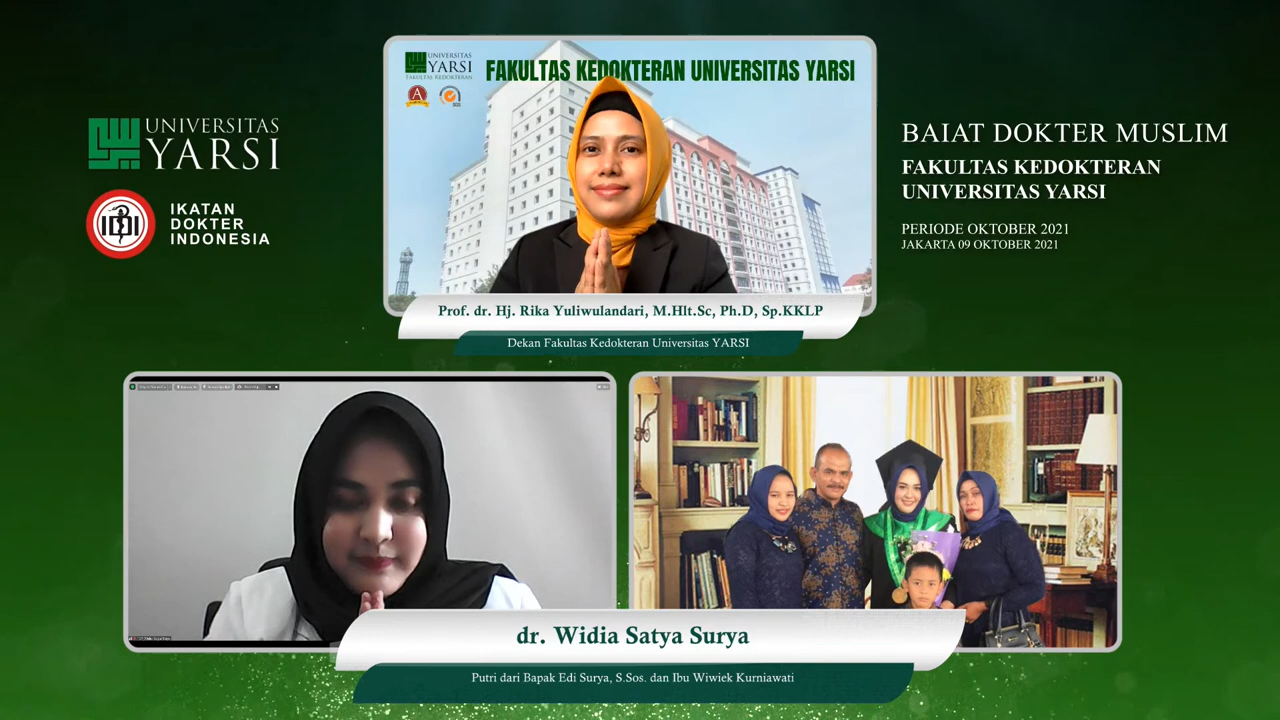 UNIVERSITAS
YARSI
IKATAN
DOKTER
INDONESIA
UNIVERSITAS
YARSI
FAKULTAS KEDOKTERAN
FAKULTAS KEDOKTERAN UNIVERSITAS YARSI
A
BAIAT DOKTER MUSLIM
FAKULTAS KEDOKTERAN
UNIVERSITAS YARSI
PERIODE OKTOBER 2021
JAKARTA 09 OKTOBER 2021
Prof. dr. Hj. Rika Yuliwulandari, M.Hlt.Sc, Ph.D, Sp.KKLP
Dekan Fakultas Kedokteran Universitas YARSI
dr. Widia Satya Surya
Putri dari Bapak Edi Surya, S.Sos. dan Ibu Wiwiek Kurniawati